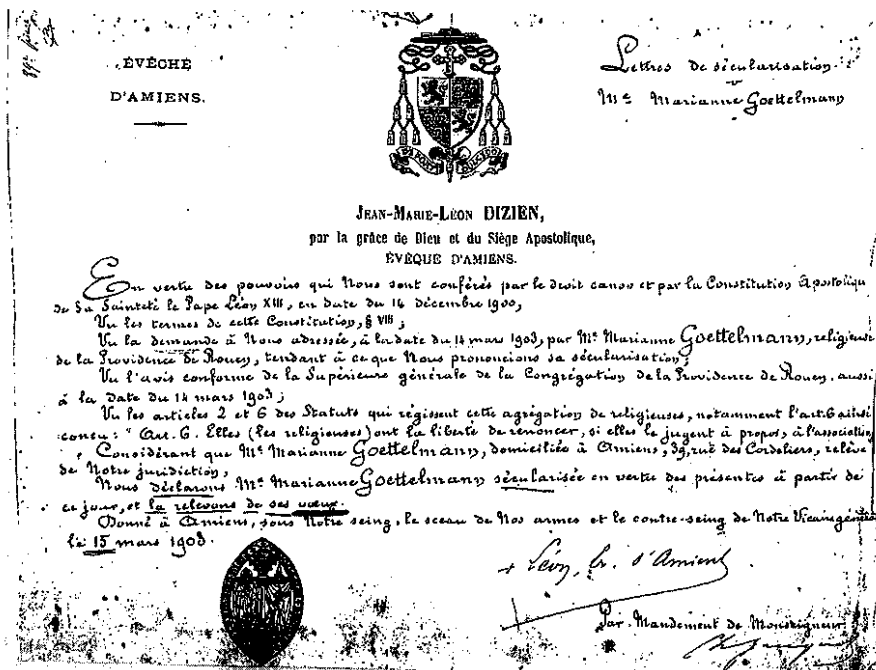 ÉVÊCHÉ
D'AMIENS.
Lettres de sécularisation
Me Marianne Goettelmann
JEAN-MARIE-LÉON DIZIEN,
par la grâce de Dieu et du Siège Apostolique,
ÉVÊQUE D'AMIENS.
En vertu des pouvoirs qui Nous sont conférés par le droit canon et par la Constitution Apostolique
de Sa Sainteté le Pape Léon XIII, en date du 16 décembre 1900,
Vu les termes de cette Constitution, § VIII ;
Vu la demande à Nous adressée, à la date du 14 mars 1903, par Me Marianne Goettelmann, religieuse
de la Providence de Rouen, tendant à ce que Nous prononcions sa sécularisation,
Vu l'avis conforme de la Supérieure générale de la Congrégation de la Providence de Rouen, aussi
à la date du 14 mars 1903 ;
Vu les articles 2 et 6 des Statuts qui régissent cette agrégation de religieuses, notamment l'art. 6 ainsi
conçu : "Art. 6. Elles (les religieuses) ont la liberté de renoncer, si elles le jugent à propos, à l'association
Considérant que Me Marianne Goettelmann, domiciliée à Amiens, 39, rue des Cordeliers, relève
de Notre juridiction,
Nous déclarons Me Marianne Goettelmann sécularisée en vertu des présentes à partir de
ce jour, et la relevons de ses vœux.
Donné à Amiens, sous Notre seing, le sceau de Nos armes et le contre-seing de Notre Vicaire général
le 15 mars 1903.
+ Léon, év. d'Amiens
Par Mandement de Monseigneur